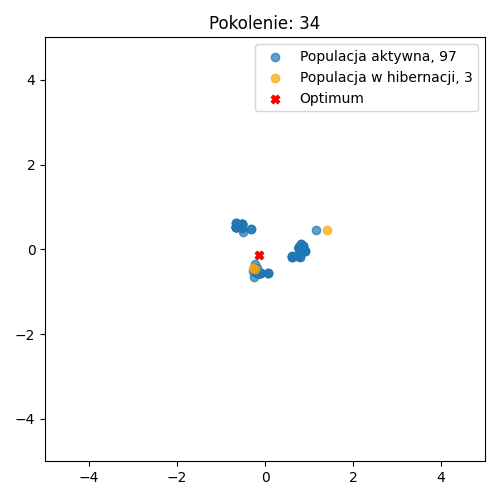 Pokolenie: 34
Populacja aktywna, 97
Populacja w hibernacji, 3
Optimum
4
2
0
−2
−4
−4 −2 0 2 4